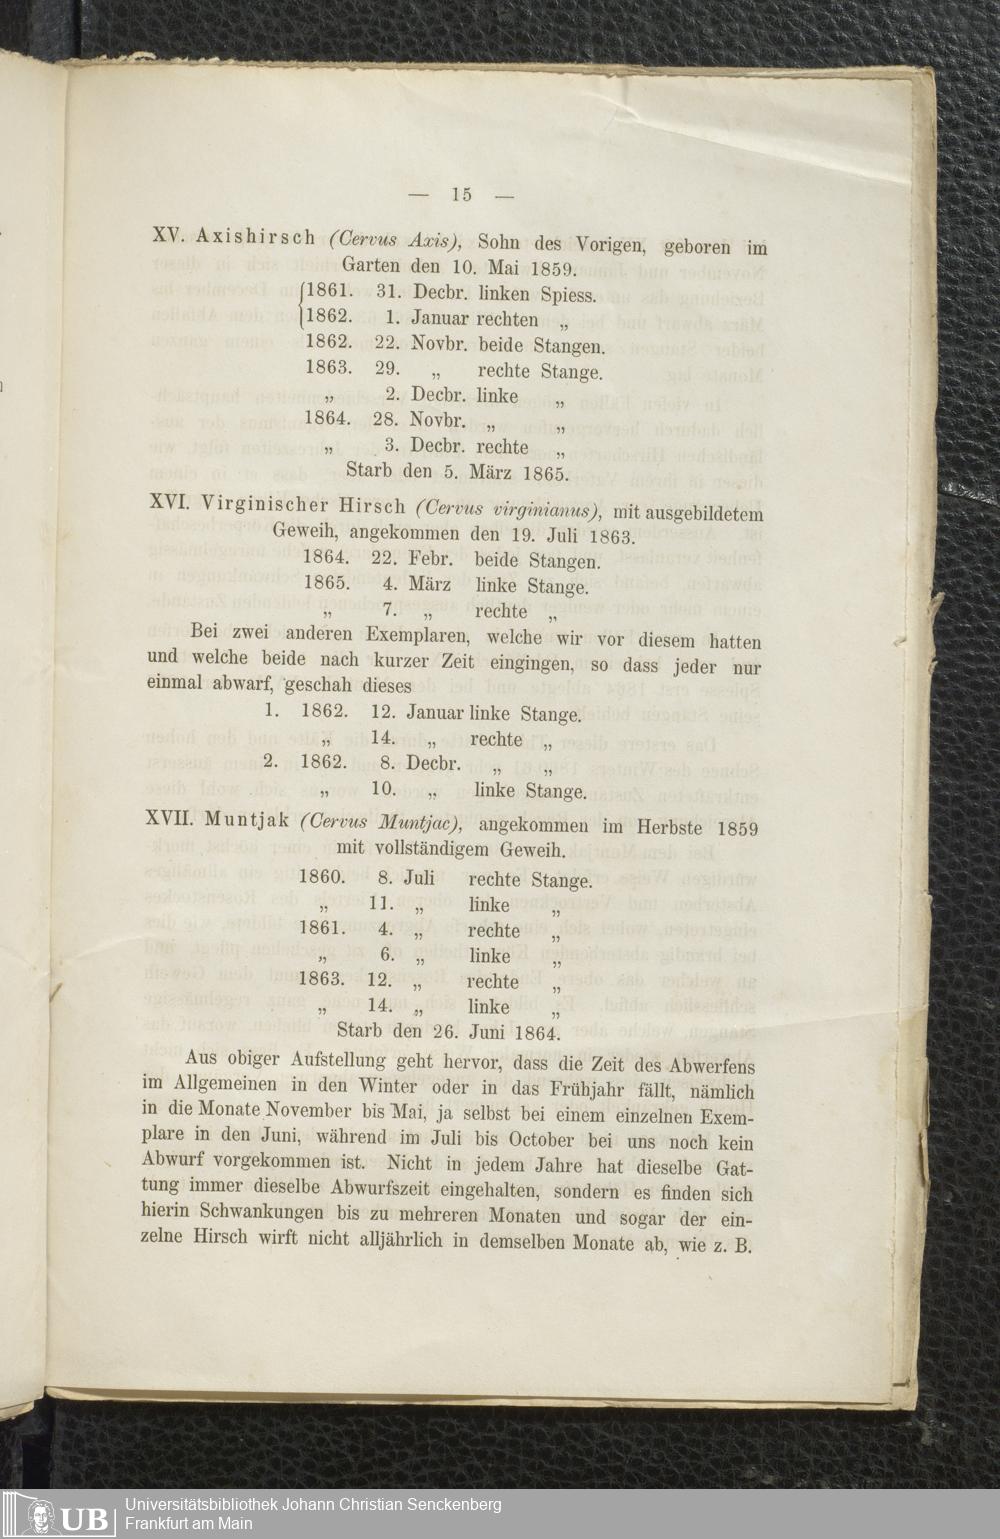 — 15 —
XV. Axishirsch (Cervus Axis), Sohn des Vorigen, geboren im
Garten den 10. Mai 1859.
{1861. 31. Decbr. linken Spiess.
{1862. 1. Januar rechten „
1862. 22. Novbr. beide Stangen.
1863. 29. „ rechte Stange.
„ 2. Decbr. linke „
1864. 28. Novbr. „ „
„ 3. Decbr. rechte „
Starb den 5. März 1865.
XVI. Virginischer Hirsch (Cervus virginianus), mit ausgebildetem
Geweih, angekommen den 19. Juli 1863.
1864. 22. Febr. beide Stangen.
1865. 4. März linke Stange.
„ 7. „ rechte „
Bei zwei anderen Exemplaren, welche wir vor diesem hatten
und welche beide nach kurzer Zeit eingingen, so dass jeder nur
einmal abwarf, geschah dieses
1. 1862. 12. Januar linke Stange.
„ 14. „ rechte „
2. 1862. 8. Decbr. „ „
„ 10. „ linke Stange.
XVII. Muntjak (Cervus Muntjac), angekommen im Herbste 1859
mit vollständigem Geweih.
1860. 8. Juli rechte Stange.
„ 11. „ linke „
1861. 4. „ rechte „
„ 6. „ linke „
1863. 12. „ rechte „
„ 14. „ linke „
Starb den 26. Juni 1864.
Aus obiger Aufstellung geht hervor, dass die Zeit des Abwerfens
im Allgemeinen in den Winter oder in das Frühjahr fällt, nämlich
in die Monate November bis Mai, ja selbst bei einem einzelnen Exem-
plare in den Juni, während im Juli bis October bei uns noch kein
Abwurf vorgekommen ist. Nicht in jedem Jahre hat dieselbe Gat-
tung immer dieselbe Abwurfszeit eingehalten, sondern es finden sich
hierin Schwankungen bis zu mehreren Monaten und sogar der ein-
zelne Hirsch wirft nicht alljährlich in demselben Monate ab, wie z. B.
UB
Universitätsbibliothek Johann Christian Senckenberg
Frankfurt am Main